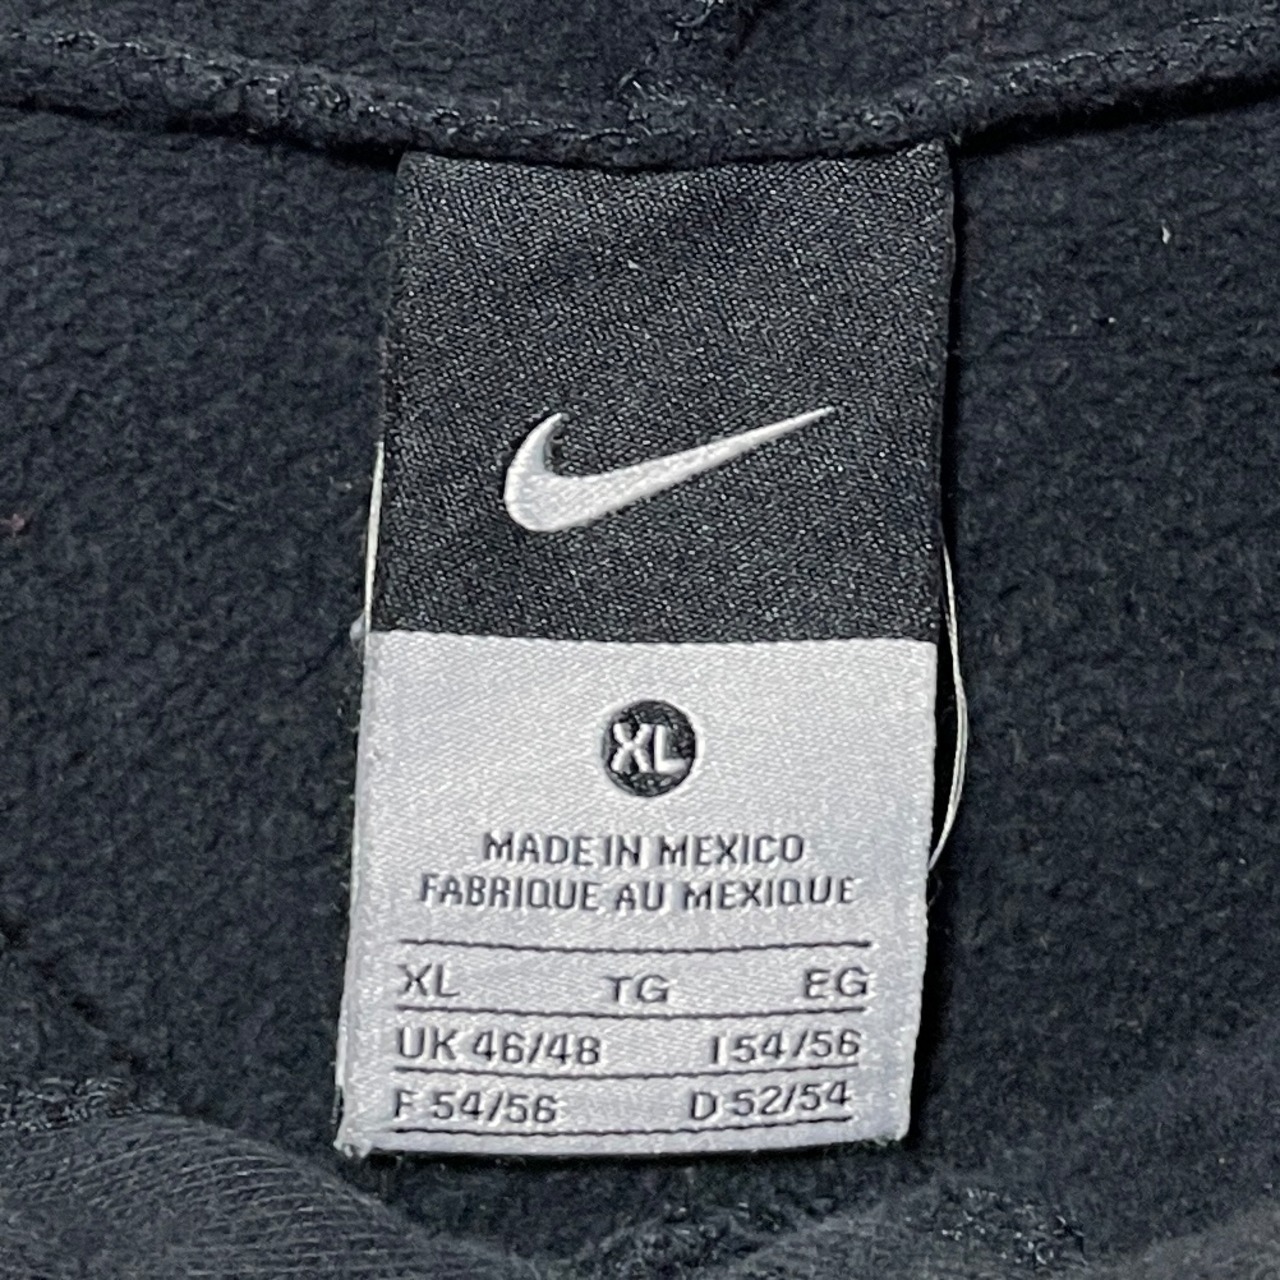 XL
MADE IN MEXICO
FABRIQUE AU MEXIQUE
XL TG EG
UK 46/48 I 54/56
F 54/56 D 52/54